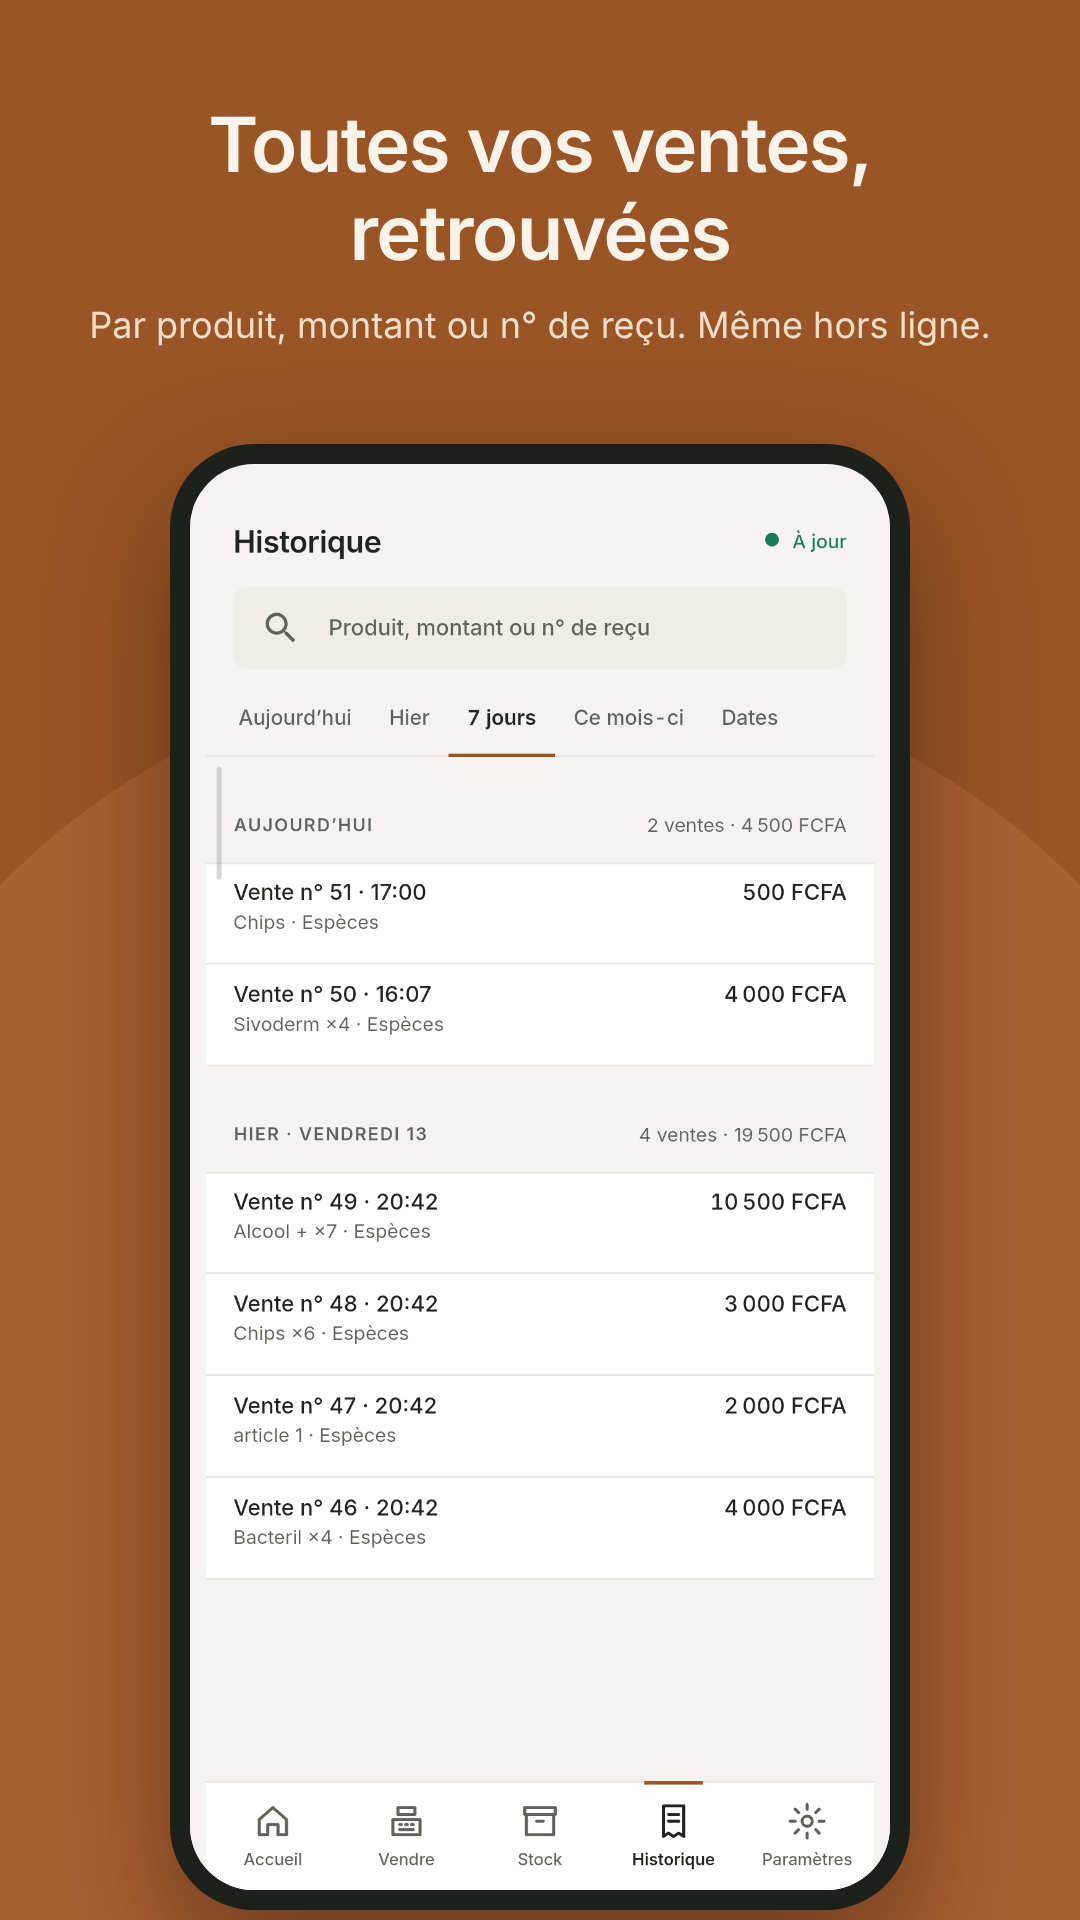 Toutes vos ventes,
retrouvées
Par produit, montant ou n° de reçu. Même hors ligne.
Historique
À jour
Produit, montant ou n° de reçu
Aujourd’hui Hier 7 jours Ce mois-ci Dates
AUJOURD’HUI 2 ventes · 4 500 FCFA
Vente n° 51 · 17:00 500 FCFA
Chips · Espèces
Vente n° 50 · 16:07 4 000 FCFA
Sivoderm ×4 · Espèces
HIER · VENDREDI 13 4 ventes · 19 500 FCFA
Vente n° 49 · 20:42 10 500 FCFA
Alcool + ×7 · Espèces
Vente n° 48 · 20:42 3 000 FCFA
Chips ×6 · Espèces
Vente n° 47 · 20:42 2 000 FCFA
article 1 · Espèces
Vente n° 46 · 20:42 4 000 FCFA
Bacteril ×4 · Espèces
Accueil Vendre Stock Historique Paramètres